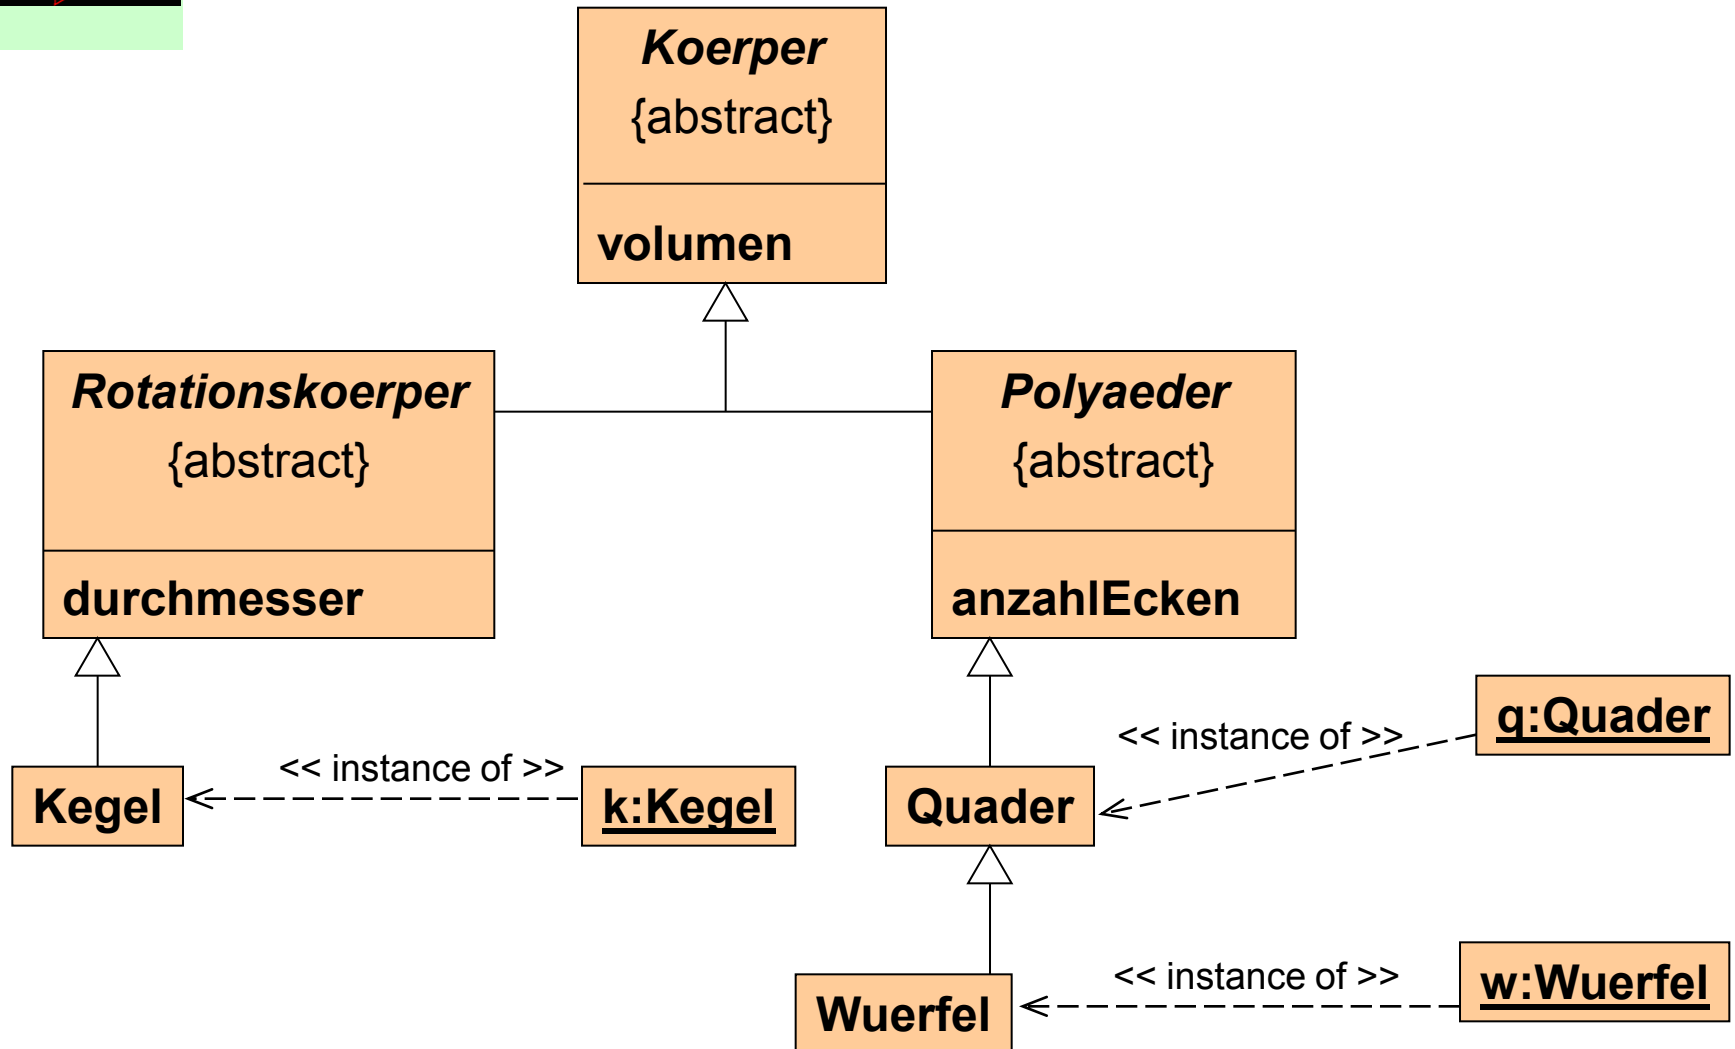 Koerper
{abstract}
volumen
Rotationskoerper
{abstract}
durchmesser
Polyaeder
{abstract}
anzahlEcken
<< instance of >>
q:Quader
Kegel
<< instance of >>
k:Kegel
Quader
Wuerfel
<< instance of >>
w:Wuerfel